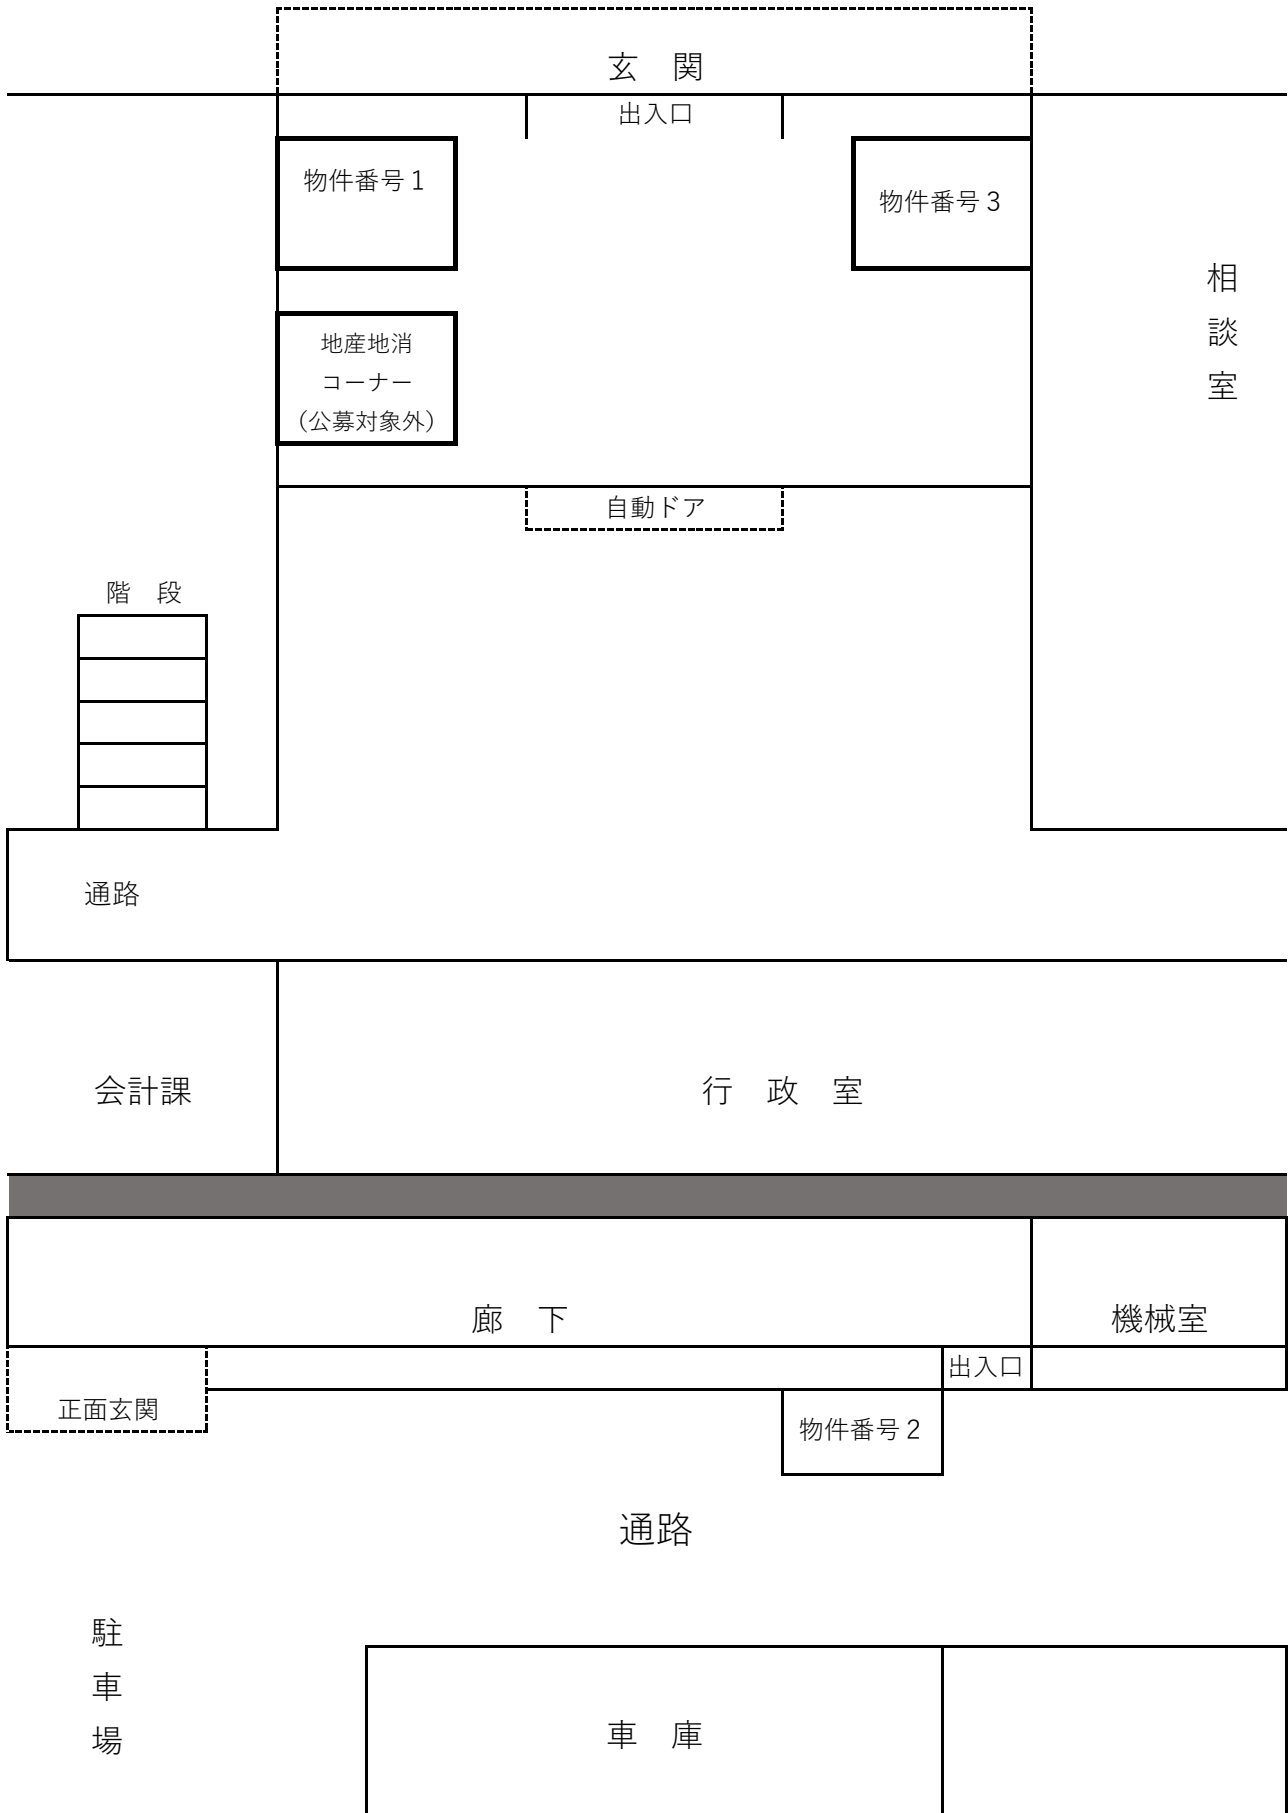 玄　関
出入口
物件番号１
物件番号３
相談室
地産地消
コーナー
（公募対象外）
自動ドア
階　段
通路
会計課
行　政　室
廊　下
機械室
出入口
正面玄関
物件番号２
通路
駐車場
車　庫